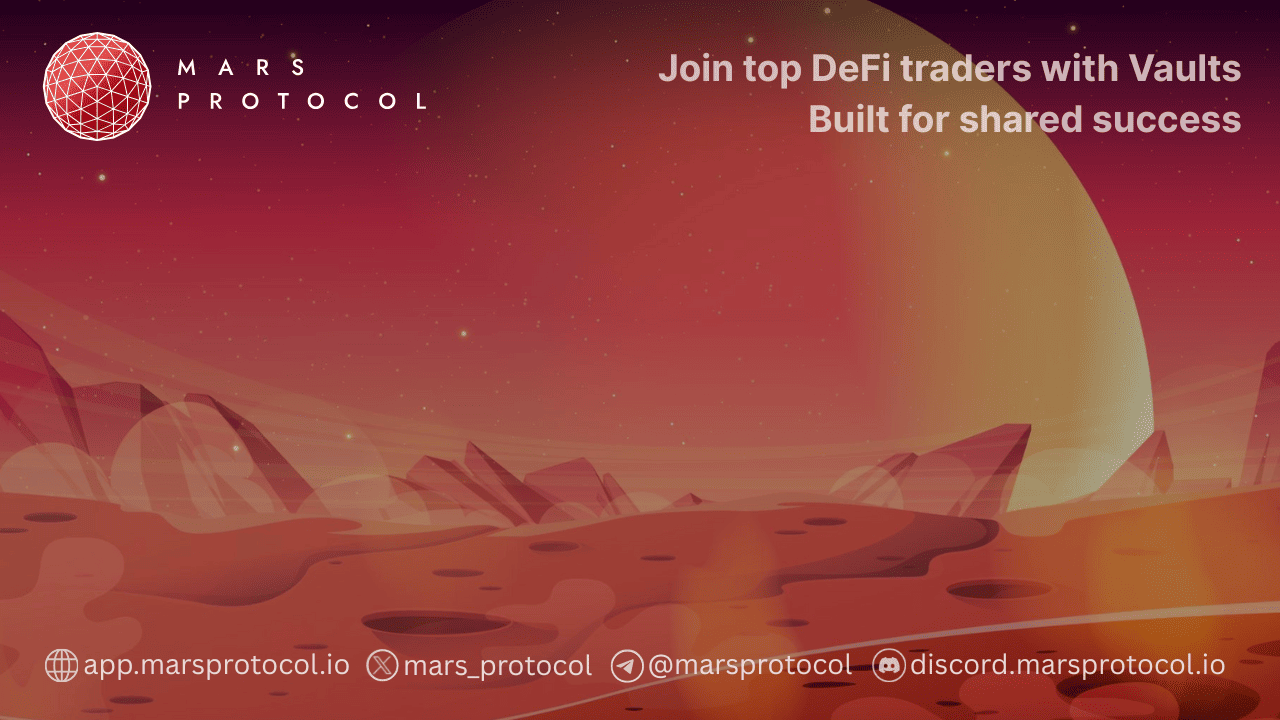 MARS
PROTOCOL
Join top DeFi traders with Vaults
Built for shared success
app.marsprotocol.io
mars_protocol
@marsprotocol
discord.marsprotocol.io